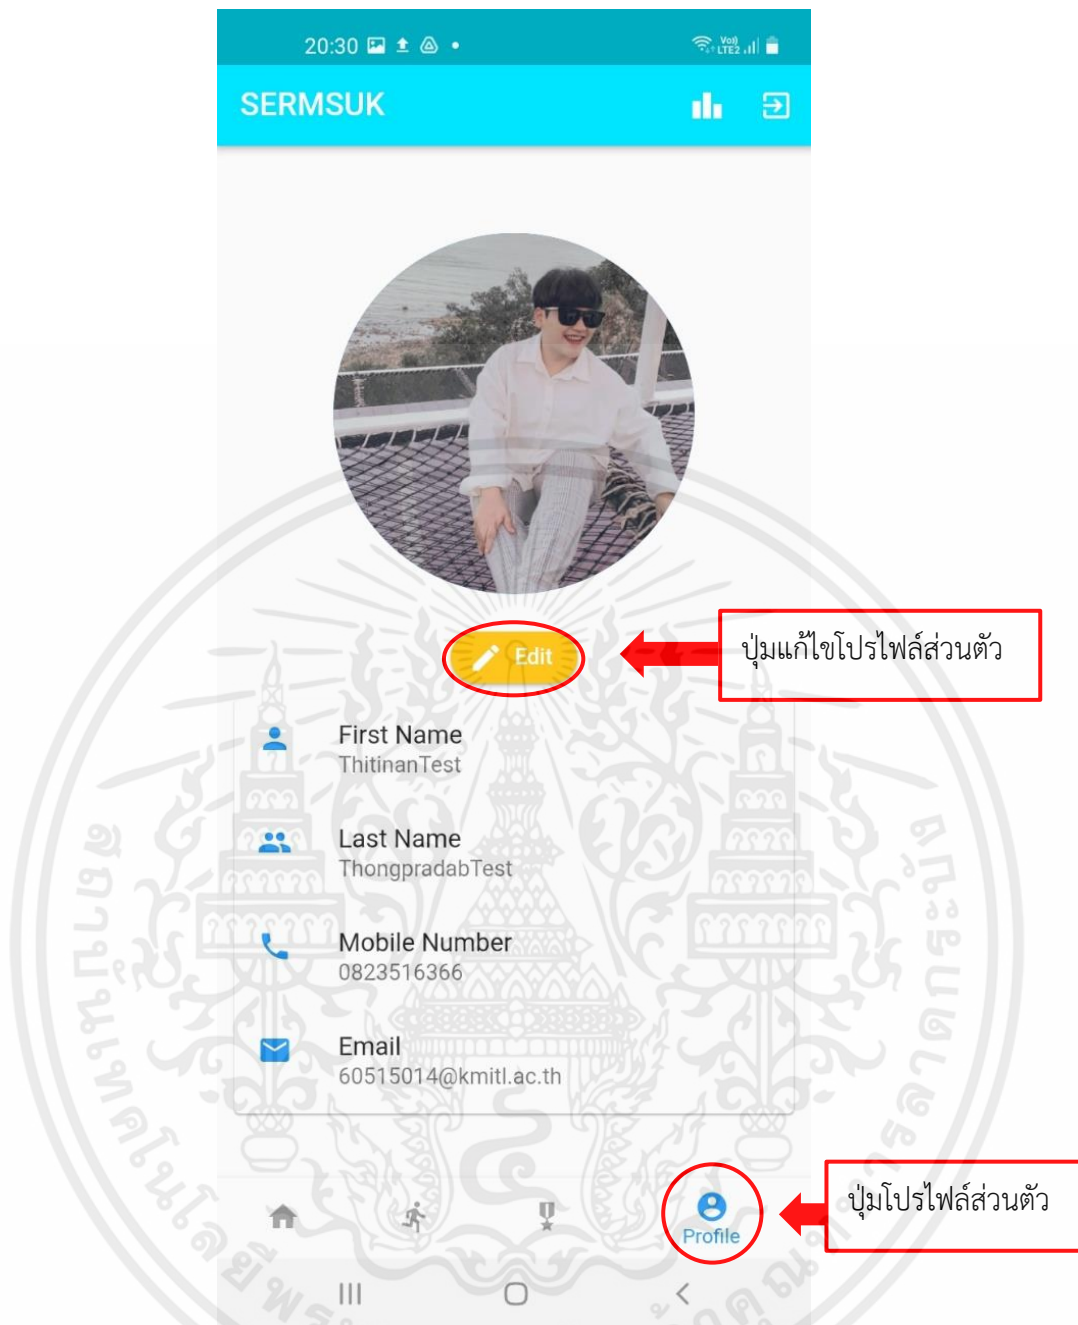 20:30
Vo)) LTE2
SERMSUK
Edit
ปุ่มแก้ไขโปรไฟล์ส่วนตัว
First Name
ThitinanTest
Last Name
ThongpradabTest
Mobile Number
0823516366
Email
60515014@kmitl.ac.th
Profile
ปุ่มโปรไฟล์ส่วนตัว